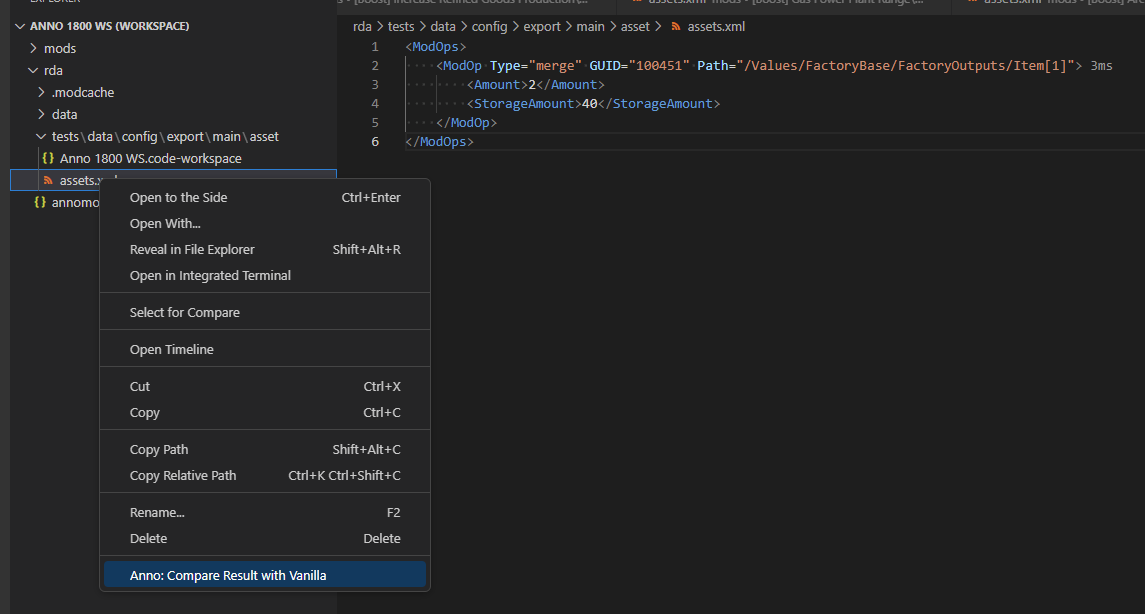 EXPLORER
ANNO 1800 WS (WORKSPACE)
mods
rda
.modcache
data
tests\data\config\export\main\asset
{} Anno 1800 WS.code-workspace
assets.x
{} annomo
Open to the Side Ctrl+Enter
Open With...
Reveal in File Explorer Shift+Alt+R
Open in Integrated Terminal
Select for Compare
Open Timeline
Cut Ctrl+X
Copy Ctrl+C
Copy Path Shift+Alt+C
Copy Relative Path Ctrl+K Ctrl+Shift+C
Rename... F2
Delete Delete
Anno: Compare Result with Vanilla
s - [Boost] Increase Refined Goods Production\...
assets.xml mods - [Boost] Gas Power Plant Range\...
assets.xml mods - [Boost]
rda > tests > data > config > export > main > asset > assets.xml
1 <ModOps>
2 <ModOp Type="merge" GUID="100451" Path="/Values/FactoryBase/FactoryOutputs/Item[1]"> 3ms
3 <Amount>2</Amount>
4 <StorageAmount>40</StorageAmount>
5 </ModOp>
6 </ModOps>